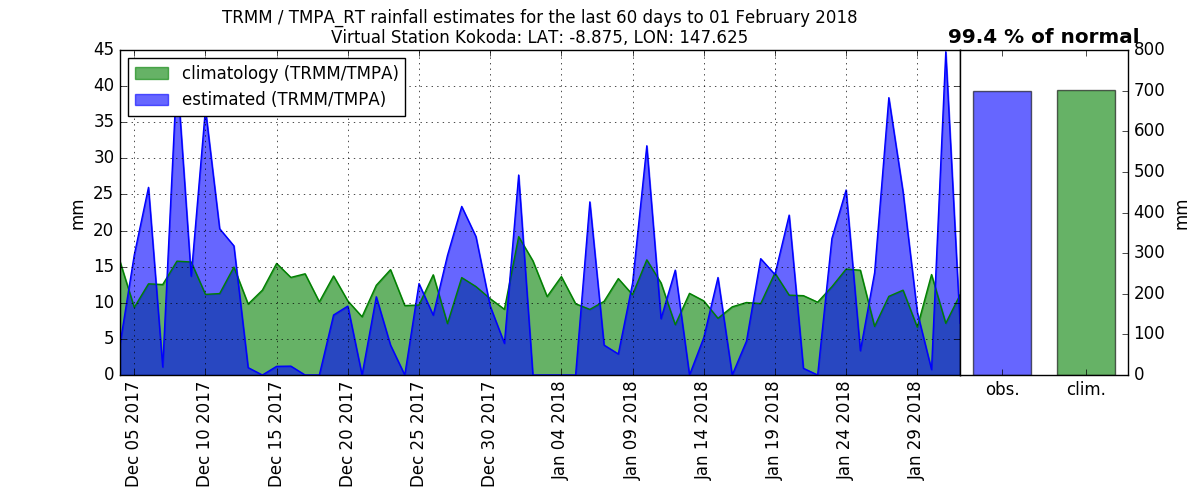 TRMM / TMPA_RT rainfall estimates for the last 60 days to 01 February 2018
Virtual Station Kokoda: LAT: -8.875, LON: 147.625
99.4 % of normal
climatology (TRMM/TMPA)
estimated (TRMM/TMPA)
mm
45
40
35
30
25
20
15
10
5
0
Dec 05 2017
Dec 10 2017
Dec 15 2017
Dec 20 2017
Dec 25 2017
Dec 30 2017
Jan 04 2018
Jan 09 2018
Jan 14 2018
Jan 19 2018
Jan 24 2018
Jan 29 2018
obs.
clim.
800
700
600
500
400
300
200
100
0
mm